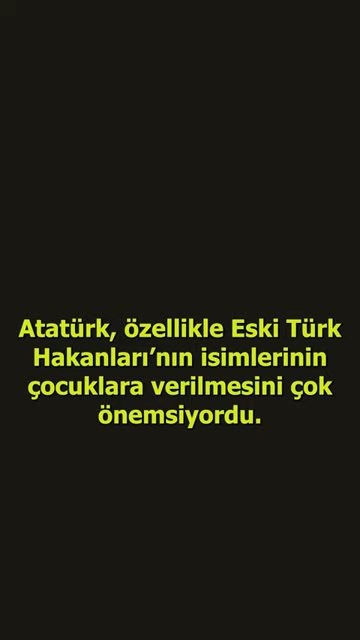 Atatürk, özellikle Eski Türk
Hakanları’nın isimlerinin
çocuklara verilmesini çok
önemsiyordu.